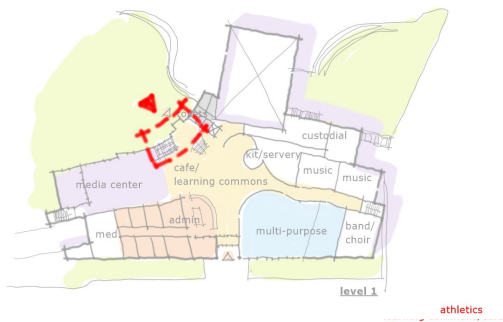 custodial
kit/servery
cafe/
learning commons
music
music
media center
admin
med
multi-purpose
band/
choir
level 1
athletics